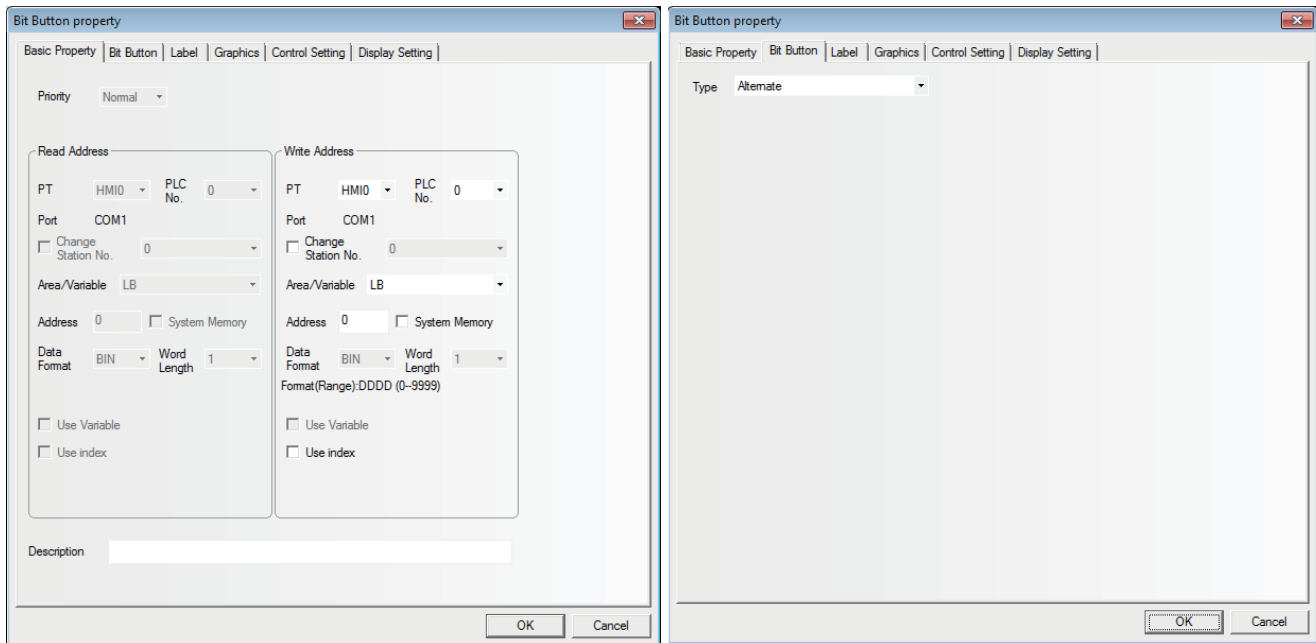 Bit Button property
Basic Property Bit Button Label Graphics Control Setting Display Setting
Priority Normal
Read Address
PT HMI0 PLC No. 0
Port COM1
Change Station No. 0
Area/Variable LB
Address 0 System Memory
Data Format BIN Word Length 1
Use Variable
Use index
Write Address
PT HMI0 PLC No. 0
Port COM1
Change Station No. 0
Area/Variable LB
Address 0 System Memory
Data Format BIN Word Length 1
Format(Range):DDDD (0--9999)
Use Variable
Use index
Description
OK Cancel
Bit Button property
Basic Property Bit Button Label Graphics Control Setting Display Setting
Type Alternate
OK Cancel